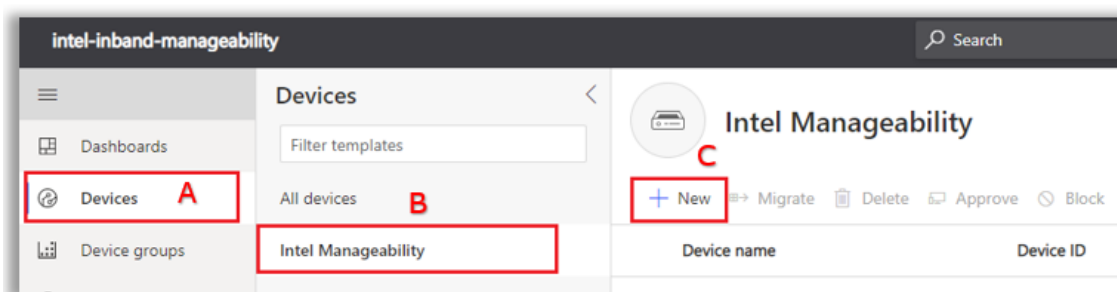 intel-inband-manageability
Search
Devices
Filter templates
Intel Manageability
C
Dashboards
Devices A
All devices B
New Migrate Delete Approve Block
Device groups
Intel Manageability
Device name Device ID